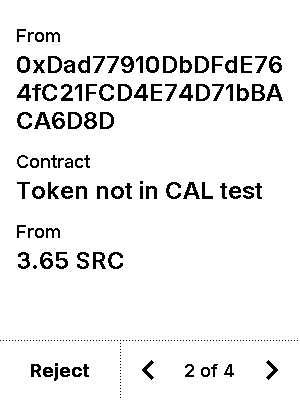 From
0xDad77910DbDFdE76
4fC21FCD4E74D71bBA
CA6D8D
Contract
Token not in CAL test
From
3.65 SRC
Reject
2 of 4